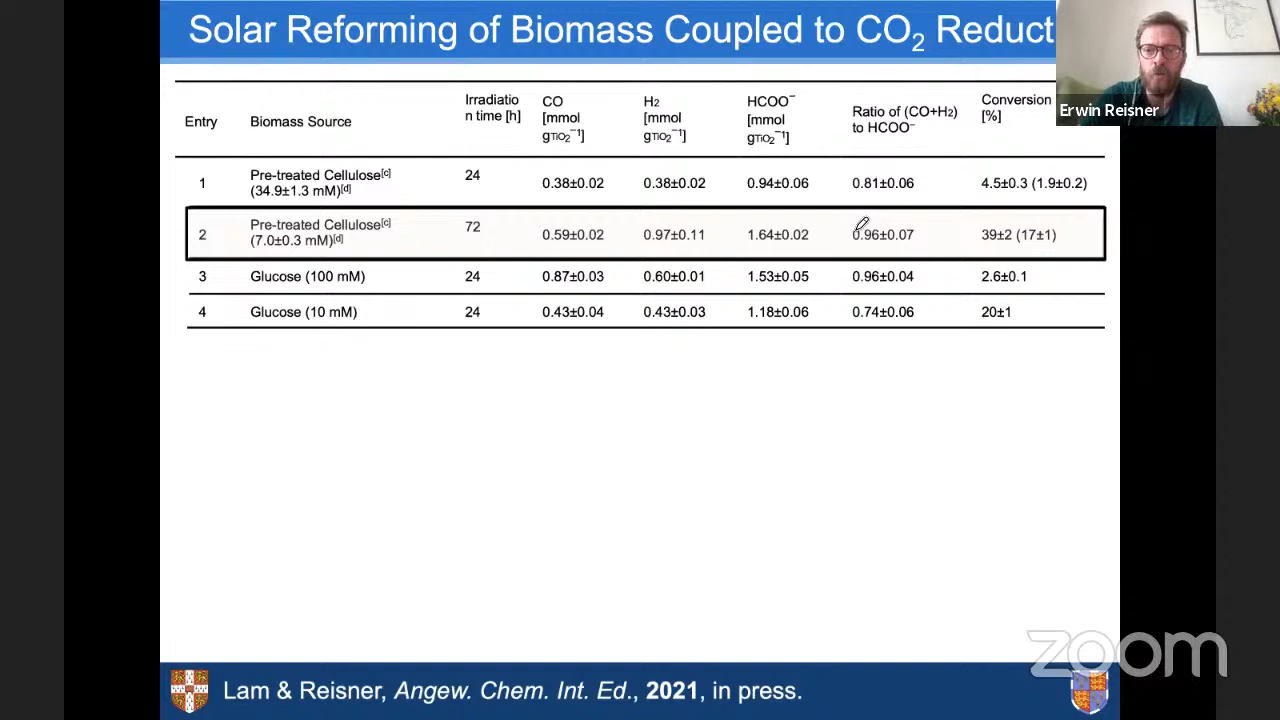 Solar Reforming of Biomass Coupled to CO2 Reduct
Erwin Reisner
Entry Biomass Source Irradiatio n time [h] CO [mmol gTiO2−1] H2 [mmol gTiO2−1] HCOO− [mmol gTiO2−1] Ratio of (CO+H2) to HCOO− Conversion [%]
1 Pre-treated Cellulose[c] (34.9±1.3 mM)[d] 24 0.38±0.02 0.38±0.02 0.94±0.06 0.81±0.06 4.5±0.3 (1.9±0.2)
2 Pre-treated Cellulose[c] (7.0±0.3 mM)[d] 72 0.59±0.02 0.97±0.11 1.64±0.02 0.96±0.07 39±2 (17±1)
3 Glucose (100 mM) 24 0.87±0.03 0.60±0.01 1.53±0.05 0.96±0.04 2.6±0.1
4 Glucose (10 mM) 24 0.43±0.04 0.43±0.03 1.18±0.06 0.74±0.06 20±1
zoom
Lam & Reisner, Angew. Chem. Int. Ed., 2021, in press.